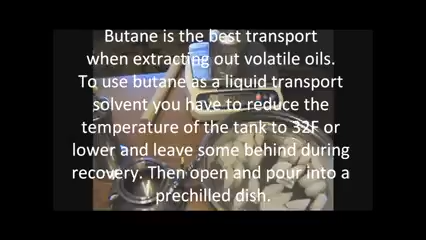 Butane is the best transport
when extracting out volatile oils.
To use butane as a liquid transport
solvent you have to reduce the
temperature of the tank to 32F or
lower and leave some behind during
recovery. Then open and pour into a
prechilled dish.